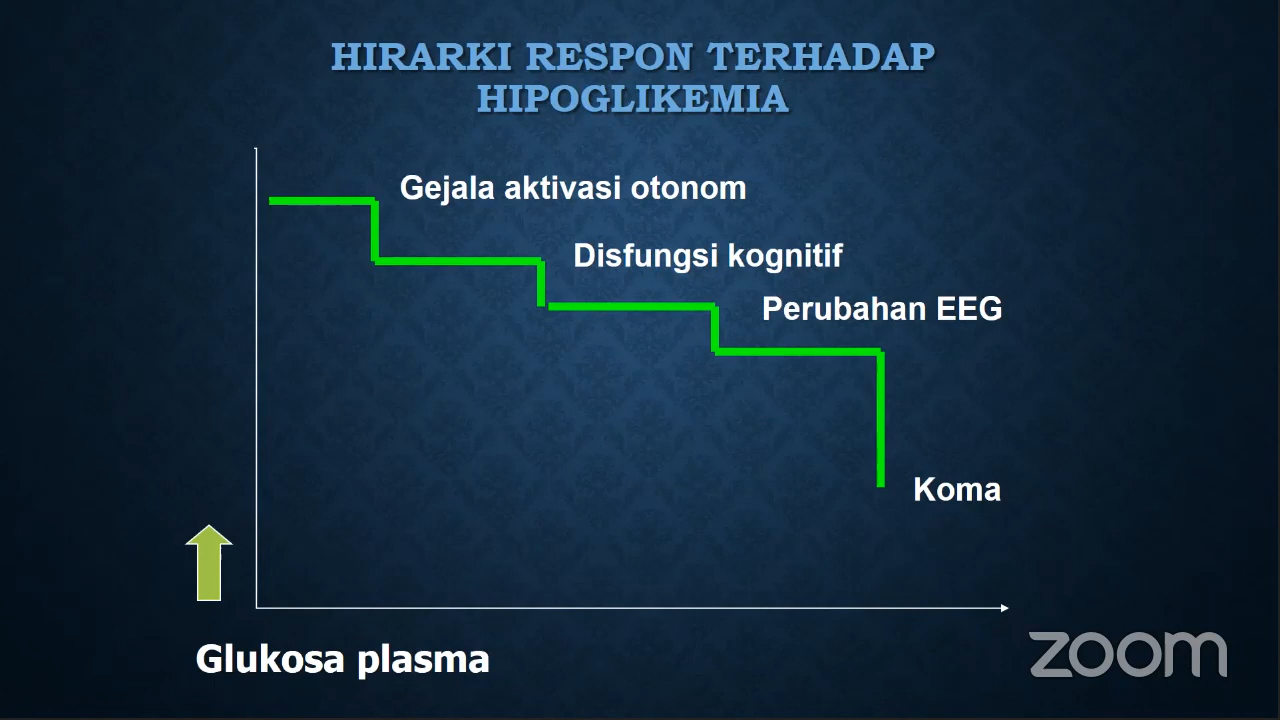 HIRARKI RESPON TERHADAP
HIPOGLIKEMIA
Gejala aktivasi otonom
Disfungsi kognitif
Perubahan EEG
Koma
Glukosa plasma
zoom